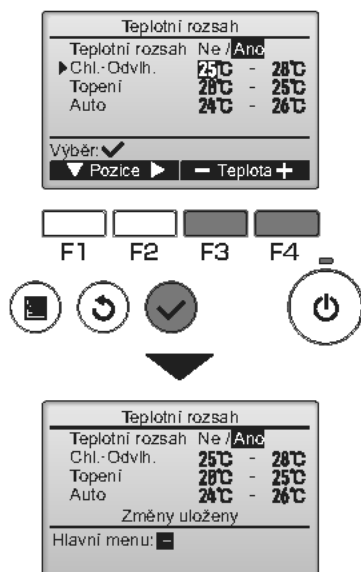 Teplotní rozsah
Teplotní rozsah Ne / Ano
▶Chl.-Odvlh. 25°C - 28°C
Topení 20°C - 25°C
Auto 24°C - 26°C
Výběr: ✔
▼ Pozice ▶ − Teplota +
F1 F2 F3 F4
Teplotní rozsah
Teplotní rozsah Ne / Ano
Chl.-Odvlh. 25°C - 28°C
Topení 20°C - 25°C
Auto 24°C - 26°C
Změny uloženy
Hlavní menu: